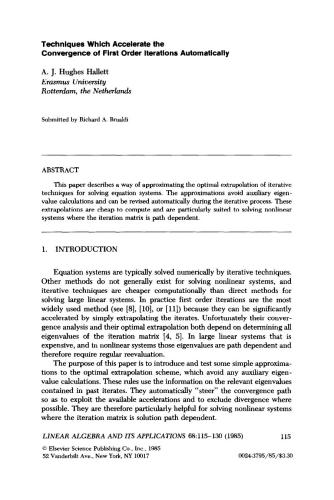 Techniques Which Accelerate the
Convergence of First Order Iterations Automatically
A. J. Hughes Hallett
Erasmus University
Rotterdam, the Netherlands
Submitted by Richard A. Brualdi
ABSTRACT
This paper describes a way of approximating the optimal extrapolation of iterative
techniques for solving equation systems. The approximations avoid auxiliary eigen-
value calculations and can be revised automatically during the iterative process. These
extrapolations are cheap to compute and are particularly suited to solving nonlinear
systems where the iteration matrix is path dependent.
1. INTRODUCTION
Equation systems are typically solved numerically by iterative techniques.
Other methods do not generally exist for solving nonlinear systems, and
iterative techniques are cheaper computationally than direct methods for
solving large linear systems. In practice first order iterations are the most
widely used method (see [8], [10], or [11]) because they can be significantly
accelerated by simply extrapolating the iterates. Unfortunately their conver-
gence analysis and their optimal extrapolation both depend on determining all
eigenvalues of the iteration matrix [4, 5]. In large linear systems that is
expensive, and in nonlinear systems those eigenvalues are path dependent and
therefore require regular reevaluation.
The purpose of this paper is to introduce and test some simple approxima-
tions to the optimal extrapolation scheme, which avoid any auxiliary eigen-
value calculations. These rules use the information on the relevant eigenvalues
contained in past iterates. They automatically "steer" the convergence path
so as to exploit the available accelerations and to exclude divergence where
possible. They are therefore particularly helpful for solving nonlinear systems
where the iteration matrix is solution path dependent.
LINEAR ALGEBRA AND ITS APPLICATIONS 68:115–130 (1985) 115
© Elsevier Science Publishing Co., Inc., 1985
52 Vanderbilt Ave., New York, NY 10017 0024-3795/85/$3.30